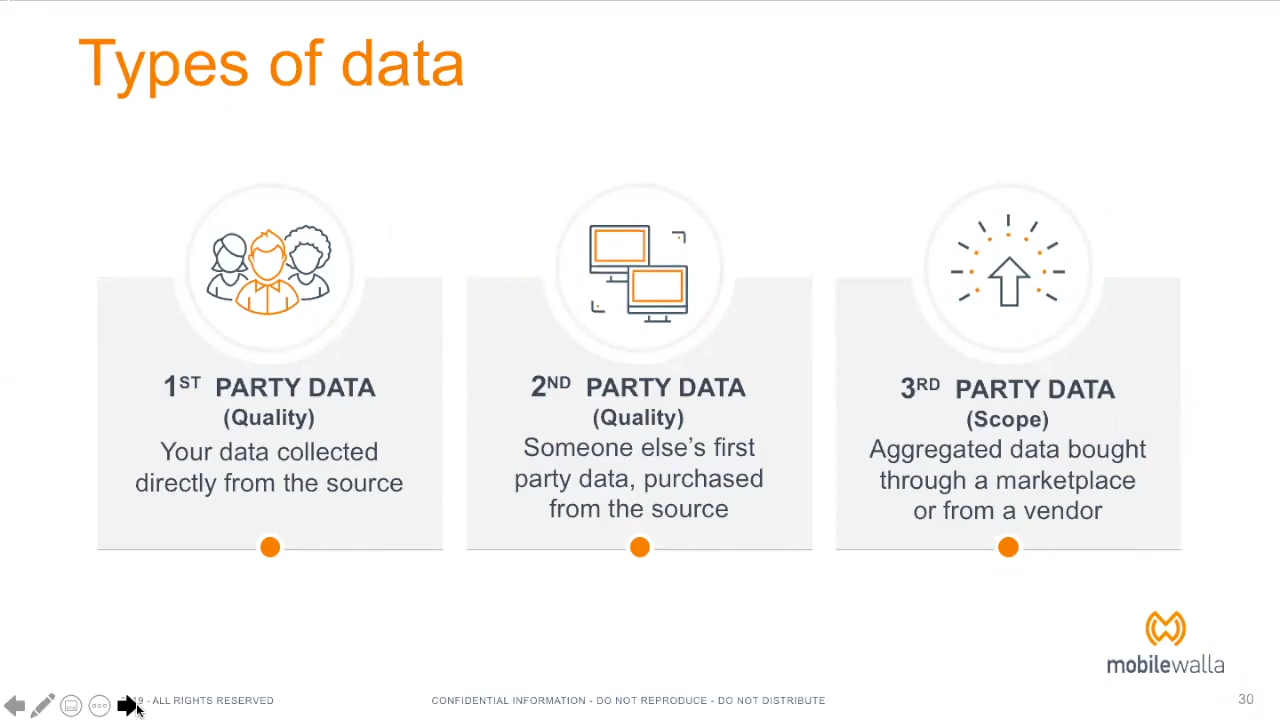 Types of data
1ST PARTY DATA
(Quality)
Your data collected
directly from the source
2ND PARTY DATA
(Quality)
Someone else's first
party data, purchased
from the source
3RD PARTY DATA
(Scope)
Aggregated data bought
through a marketplace
or from a vendor
mobilewalla
- ALL RIGHTS RESERVED
CONFIDENTIAL INFORMATION - DO NOT REPRODUCE - DO NOT DISTRIBUTE
30